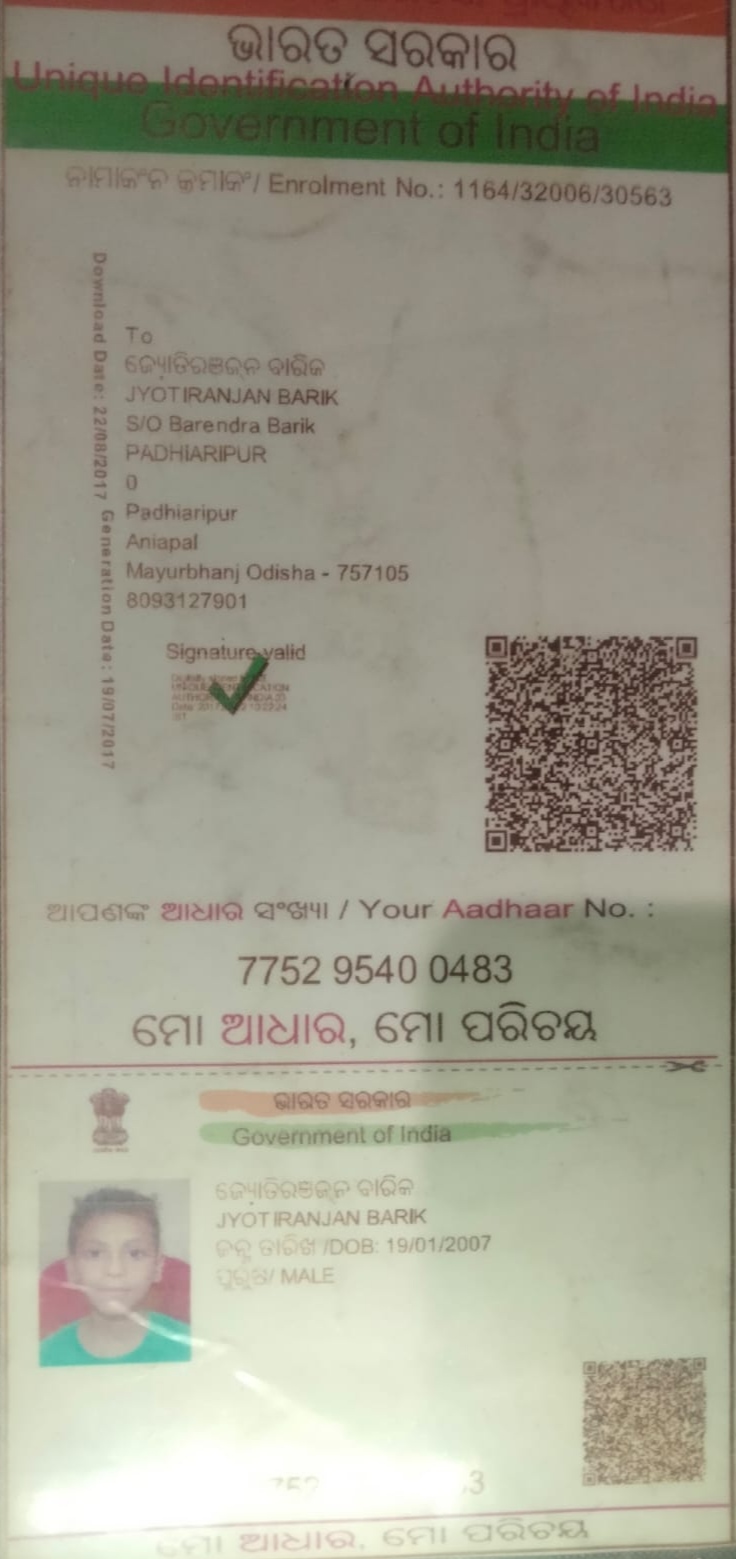 ଭାରତ ସରକାର
Unique Identification Authority of India
Government of India
ନାମାଙ୍କନ କ୍ରମାଙ୍କ / Enrolment No.: 1164/32006/30563
Download Date: 22/08/2017 Generation Date: 19/07/2017
To
ଜ୍ୟୋତିରଞ୍ଜନ ବାରିକ
JYOTIRANJAN BARIK
S/O Barendra Barik
PADHIARIPUR
0
Padhiaripur
Aniapal
Mayurbhanj Odisha - 757105
8093127901
Signature valid
ଆପଣଙ୍କ ଆଧାର ସଂଖ୍ୟା / Your Aadhaar No. :
7752 9540 0483
ମୋ ଆଧାର, ମୋ ପରିଚୟ
ଭାରତ ସରକାର
Government of India
ଜ୍ୟୋତିରଞ୍ଜନ ବାରିକ
JYOTIRANJAN BARIK
ଜନ୍ମ ତାରିଖ /DOB: 19/01/2007
ପୁରୁଷ/ MALE
ମୋ ଆଧାର, ମୋ ପରିଚୟ